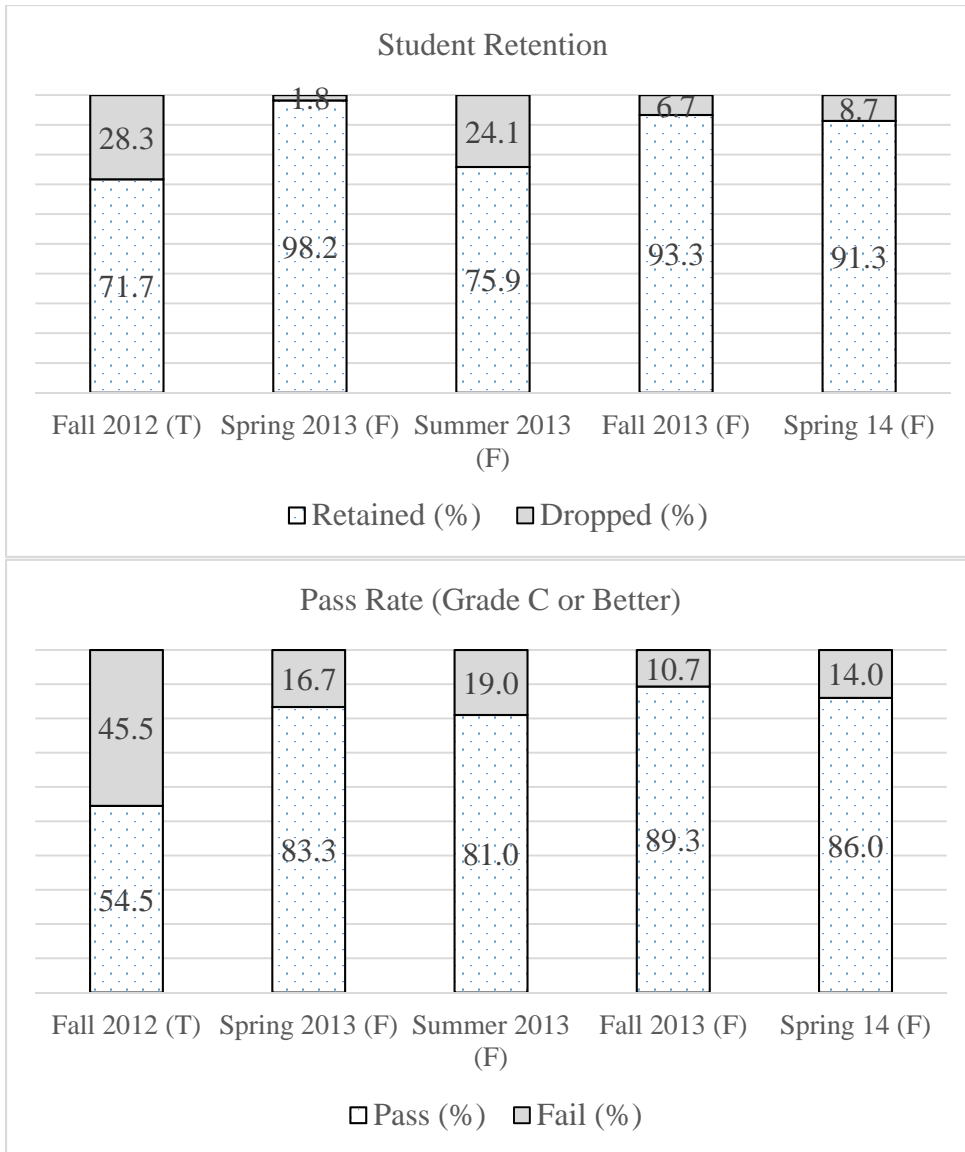 Student Retention
28.3 1.8 24.1 6.7 8.7
71.7 98.2 75.9 93.3 91.3
Fall 2012 (T) Spring 2013 (F) Summer 2013 (F) Fall 2013 (F) Spring 14 (F)
Retained (%) Dropped (%)
Pass Rate (Grade C or Better)
45.5 16.7 19.0 10.7 14.0
54.5 83.3 81.0 89.3 86.0
Fall 2012 (T) Spring 2013 (F) Summer 2013 (F) Fall 2013 (F) Spring 14 (F)
Pass (%) Fail (%)